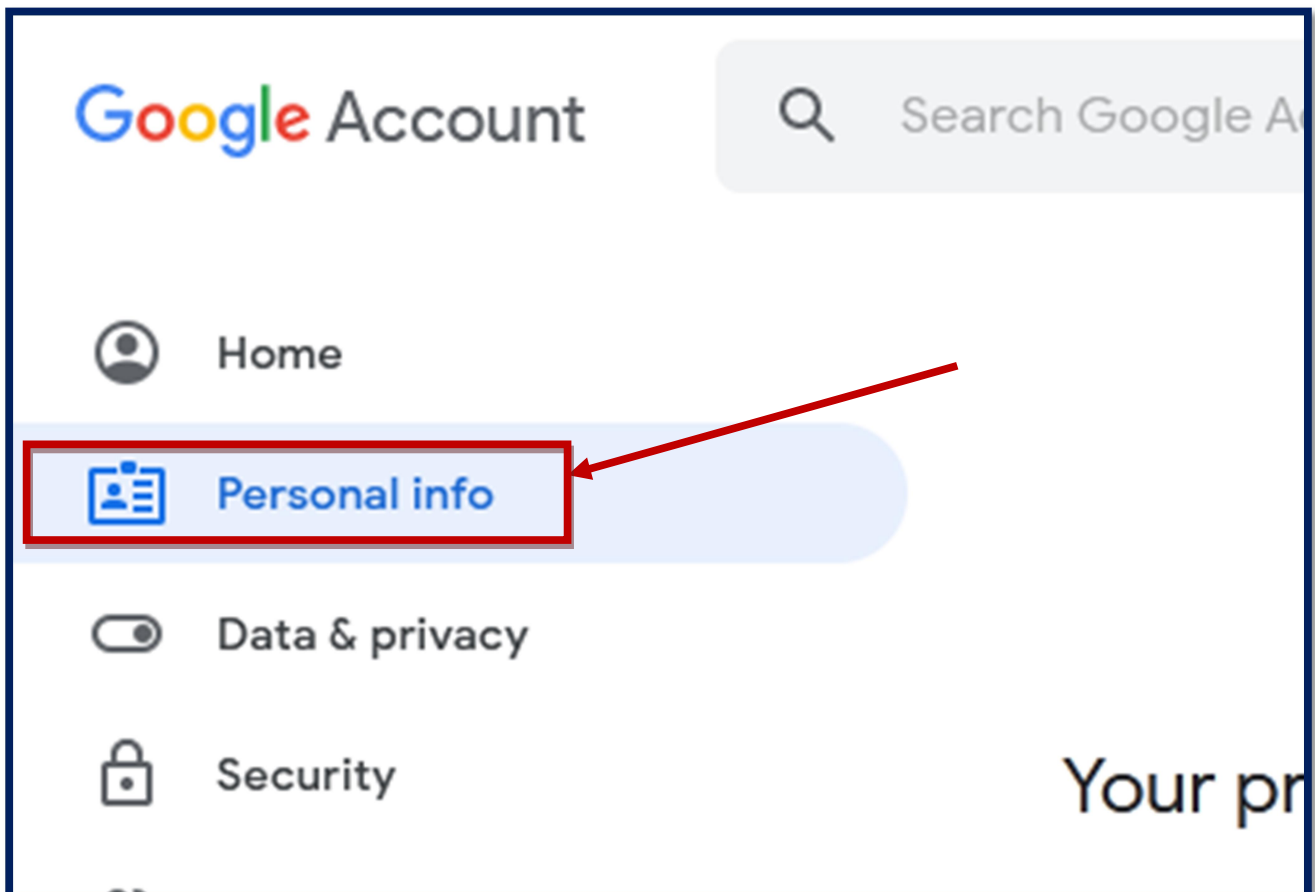 Google Account
Search Google A
Home
Personal info
Data & privacy
Security
Your pr